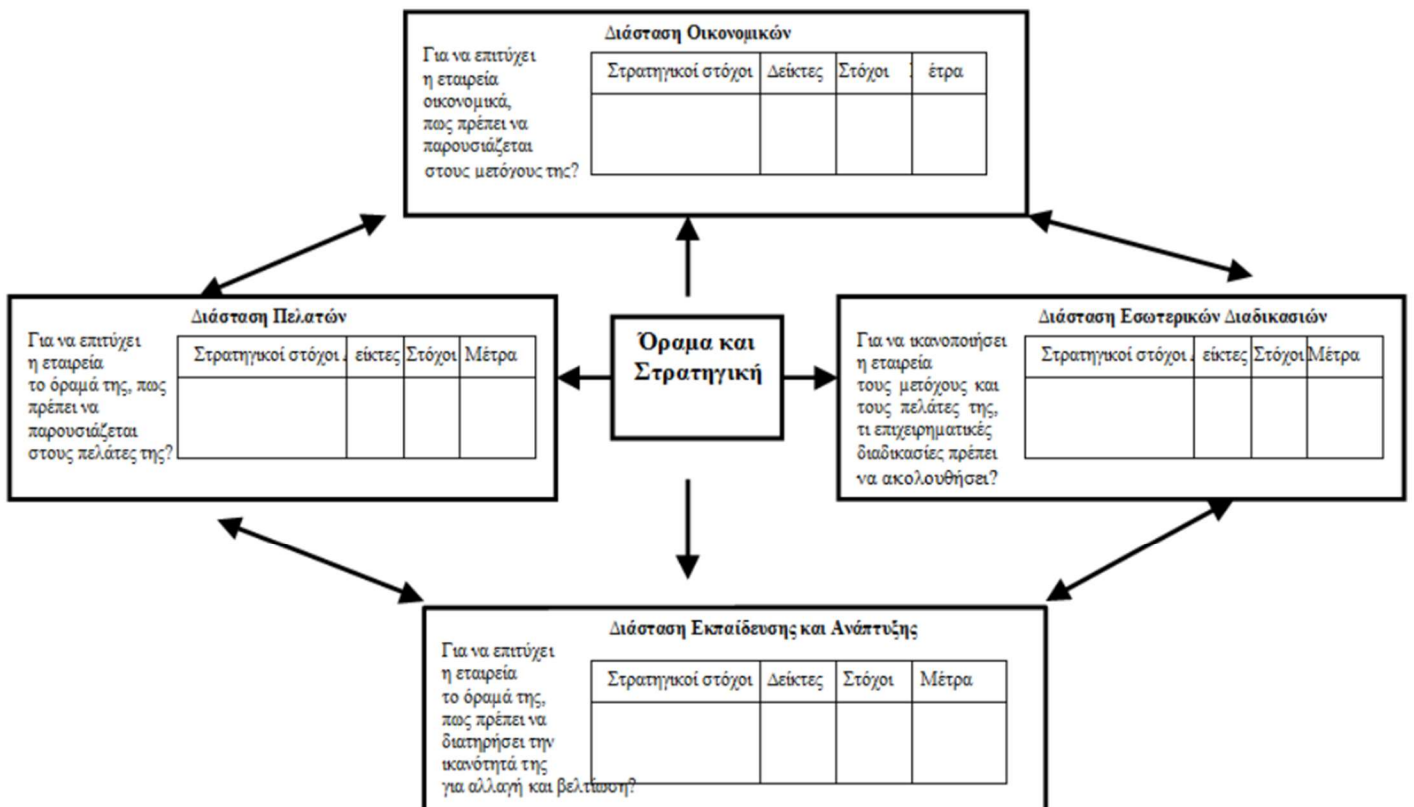 Διάσταση Οικονομικών
Για να επιτύχει
η εταιρεία
οικονομικά,
πως πρέπει να
παρουσιάζεται
στους μετόχους της?
Στρατηγικοί στόχοι Δείκτες Στόχοι έτρα
Διάσταση Πελατών
Για να επιτύχει
η εταιρεία
το όραμά της, πως
πρέπει να
παρουσιάζεται
στους πελάτες της?
Στρατηγικοί στόχοι είκτες Στόχοι Μέτρα
Όραμα και
Στρατηγική
Διάσταση Εσωτερικών Διαδικασιών
Για να ικανοποιήσει
η εταιρεία
τους μετόχους και
τους πελάτες της,
τι επιχειρηματικές
διαδικασίες πρέπει
να ακολουθήσει?
Στρατηγικοί στόχοι είκτες Στόχοι Μέτρα
Διάσταση Εκπαίδευσης και Ανάπτυξης
Για να επιτύχει
η εταιρεία
το όραμά της,
πως πρέπει να
διατηρήσει την
ικανότητά της
για αλλαγή και βελτίωση?
Στρατηγικοί στόχοι Δείκτες Στόχοι Μέτρα